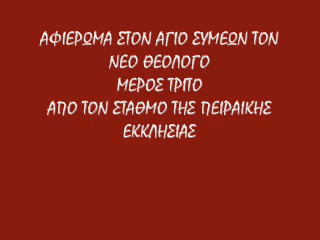 ΑΦΙΕΡΩΜΑ ΣΤΟΝ ΑΓΙΟ ΣΥΜΕΩΝ ΤΟΝ
ΝΕΟ ΘΕΟΛΟΓΟ
ΜΕΡΟΣ ΤΡΙΤΟ
ΑΠΟ ΤΟΝ ΣΤΑΘΜΟ ΤΗΣ ΠΕΙΡΑΙΚΗΣ
ΕΚΚΛΗΣΙΑΣ